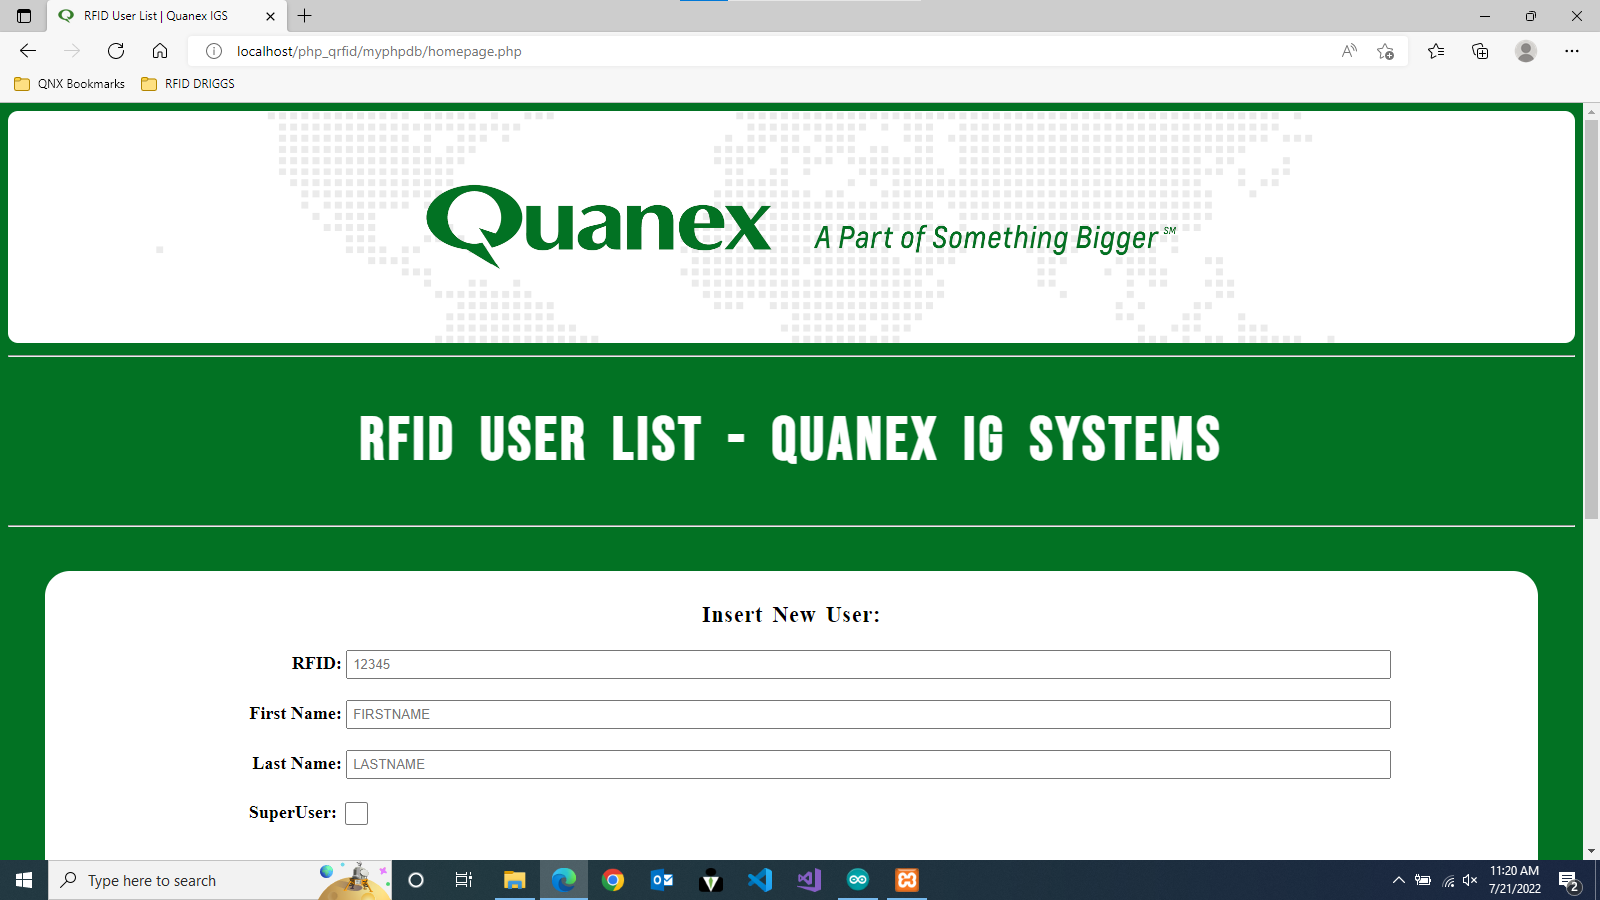 RFID User List | Quanex IGS
localhost/php_qrfid/myphpdb/homepage.php
QNX Bookmarks
RFID DRIGGS
Quanex
A Part of Something Bigger SM
RFID USER LIST - QUANEX IG SYSTEMS
Insert New User:
RFID: 12345
First Name: FIRSTNAME
Last Name: LASTNAME
SuperUser:
Type here to search
11:20 AM
7/21/2022
2